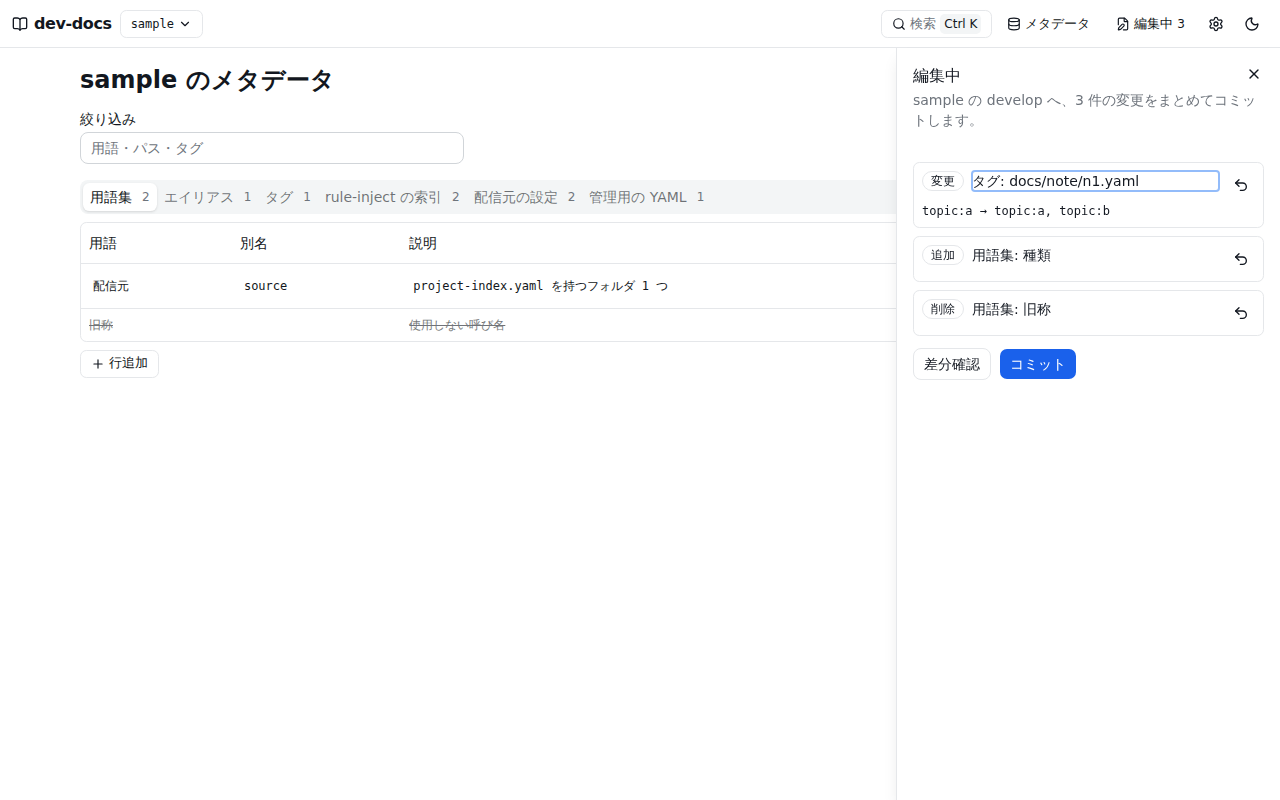 dev-docs
sample
検索 Ctrl K
メタデータ
編集中 3
sample のメタデータ
絞り込み
用語・パス・タグ
用語集 2
エイリアス 1
タグ 1
rule-inject の索引 2
配信元の設定 2
管理用の YAML 1
用語 別名 説明
配信元 source project-index.yaml を持つフォルダ 1 つ
旧称 使用しない呼び名
行追加
編集中
sample の develop へ、3 件の変更をまとめてコミッ
トします。
変更 タグ: docs/note/n1.yaml
topic:a → topic:a, topic:b
追加 用語集: 種類
削除 用語集: 旧称
差分確認
コミット